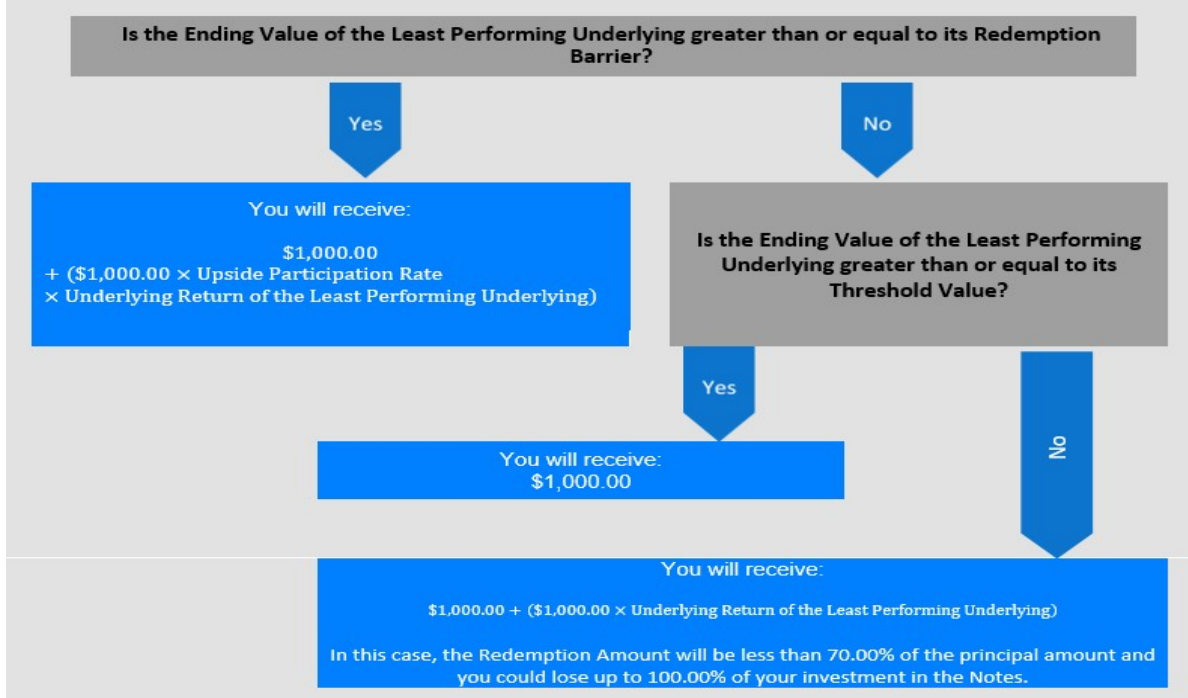 Is the Ending Value of the Least Performing Underlying greater than or equal to its Redemption
Barrier?
Yes
No
You will receive:
$1,000.00
+ ($1,000.00 × Upside Participation Rate
× Underlying Return of the Least Performing Underlying)
Is the Ending Value of the Least Performing
Underlying greater than or equal to its
Threshold Value?
Yes
No
You will receive:
$1,000.00
You will receive:
$1,000.00 + ($1,000.00 × Underlying Return of the Least Performing Underlying)
In this case, the Redemption Amount will be less than 70.00% of the principal amount and
you could lose up to 100.00% of your investment in the Notes.